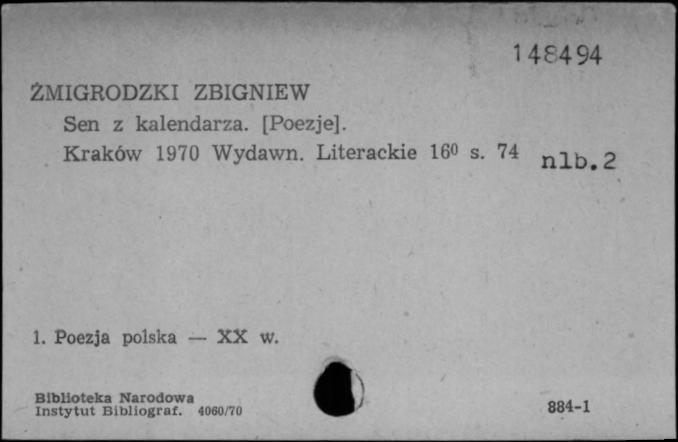 148494
ŻMIGRODZKI ZBIGNIEW
Sen z kalendarza. [Poezje].
Kraków 1970 Wydawn. Literackie 16⁰ s. 74 nlb.2
1. Poezja polska — XX w.
Biblioteka Narodowa
Instytut Bibliograf. 4060/70 884-1